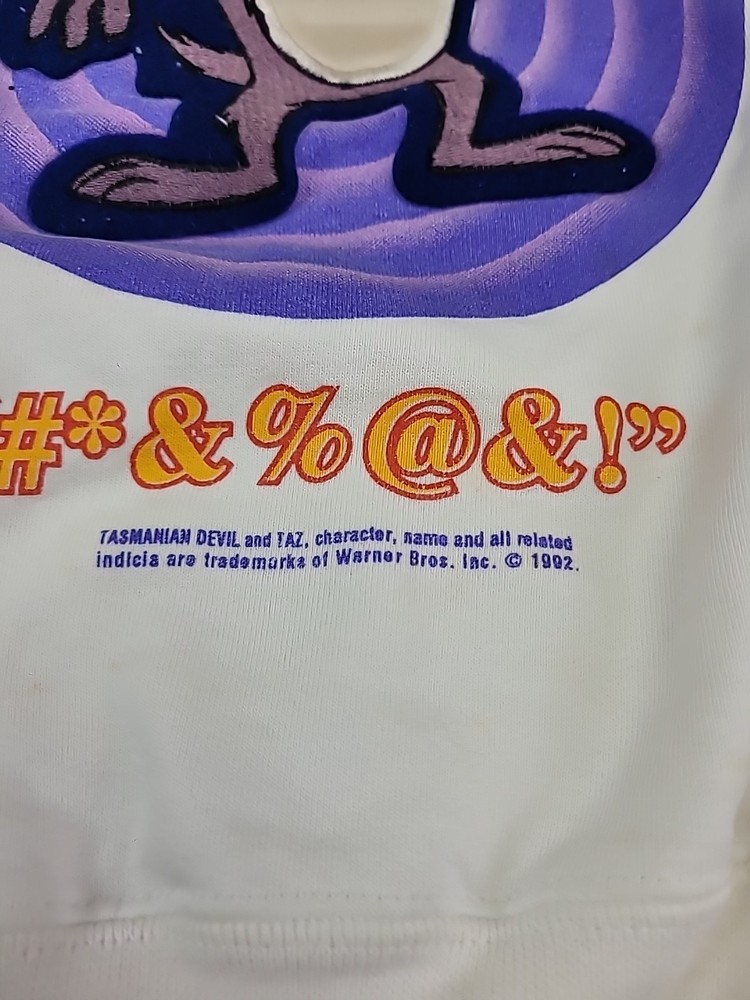 #*&%@&!”
TASMANIAN DEVIL and TAZ, character, name and all related
indicia are trademarks of Warner Bros. Inc. © 1992.